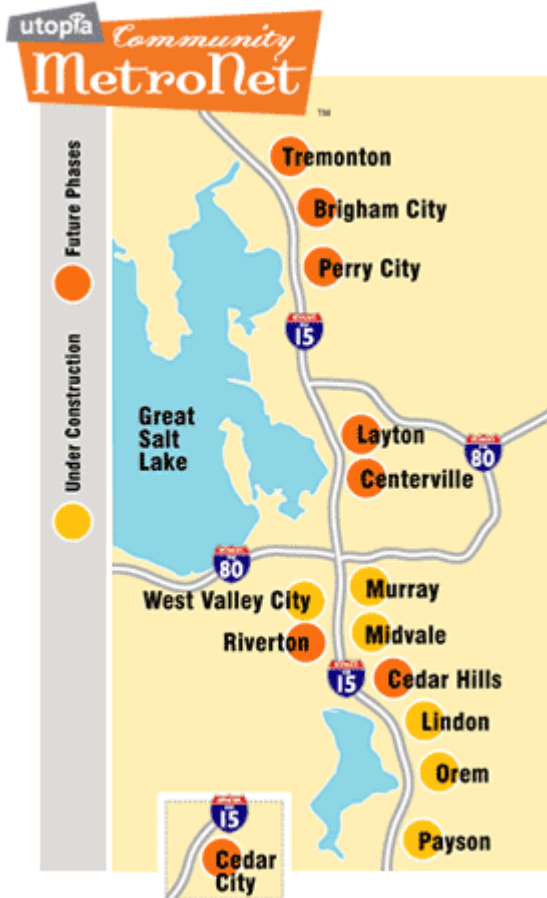 utopia
Community
MetroNet
TM
Future Phases
Under Construction
Tremonton
Brigham City
Perry City
15
Great
Salt
Lake
Layton
80
Centerville
80
West Valley City
Murray
Riverton
Midvale
15
Cedar Hills
Lindon
Orem
15
Payson
Cedar
City